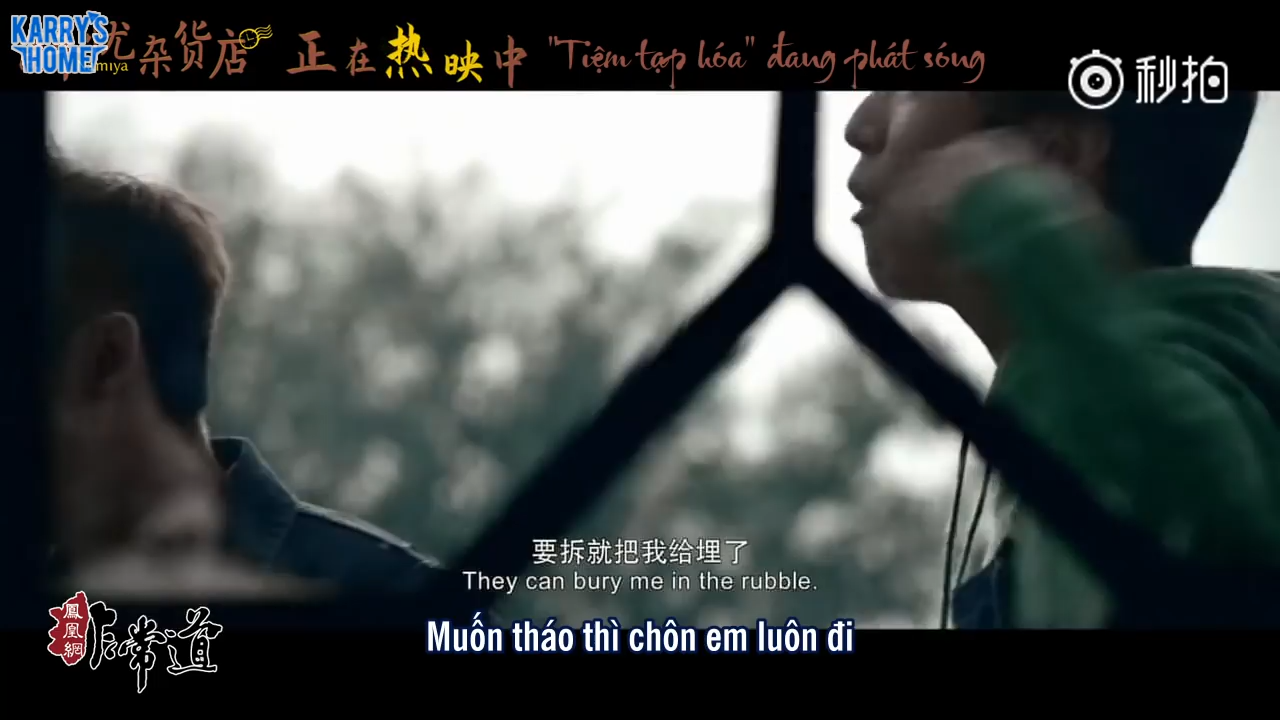 KARRY'S
HOME
忧杂货店 正在热映中 "Tiệm tạp hóa" đang phát sóng
miya
秒拍
要拆就把我给埋了
They can bury me in the rubble.
Muốn tháo thì chôn em luôn đi
鳳凰網
非常道